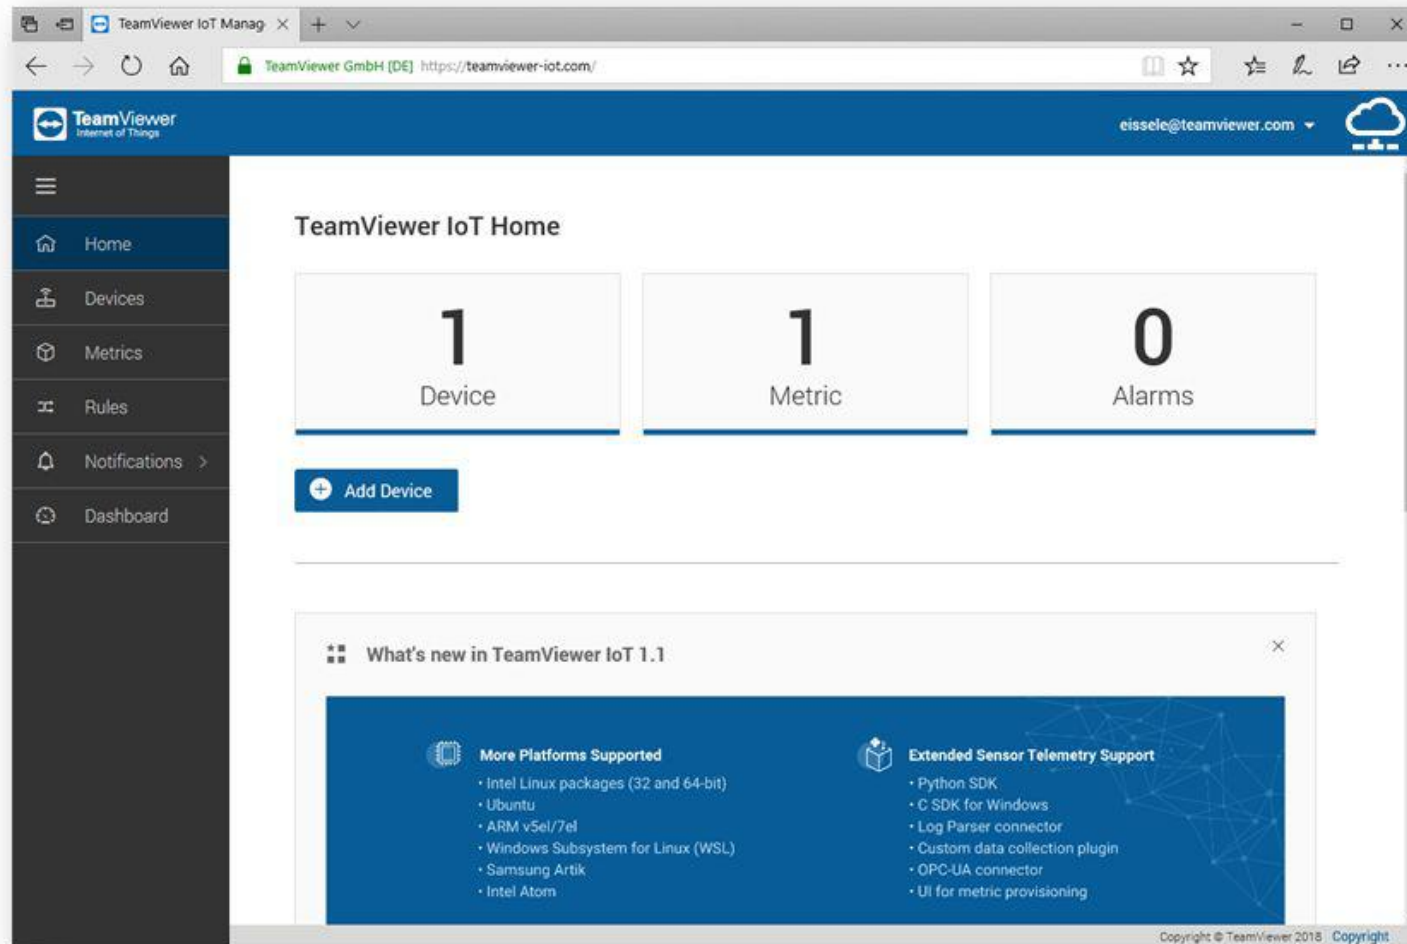 TeamViewer IoT Manag
TeamViewer GmbH [DE] https://teamviewer-iot.com/
TeamViewer
Internet of Things
eissele@teamviewer.com
Home
Devices
Metrics
Rules
Notifications >
Dashboard
TeamViewer IoT Home
1
Device
1
Metric
0
Alarms
Add Device
What's new in TeamViewer IoT 1.1
More Platforms Supported
• Intel Linux packages (32 and 64-bit)
• Ubuntu
• ARM v5el/7el
• Windows Subsystem for Linux (WSL)
• Samsung Artik
• Intel Atom
Extended Sensor Telemetry Support
• Python SDK
• C SDK for Windows
• Log Parser connector
• Custom data collection plugin
• OPC-UA connector
• UI for metric provisioning
Copyright © TeamViewer 2018 Copyright